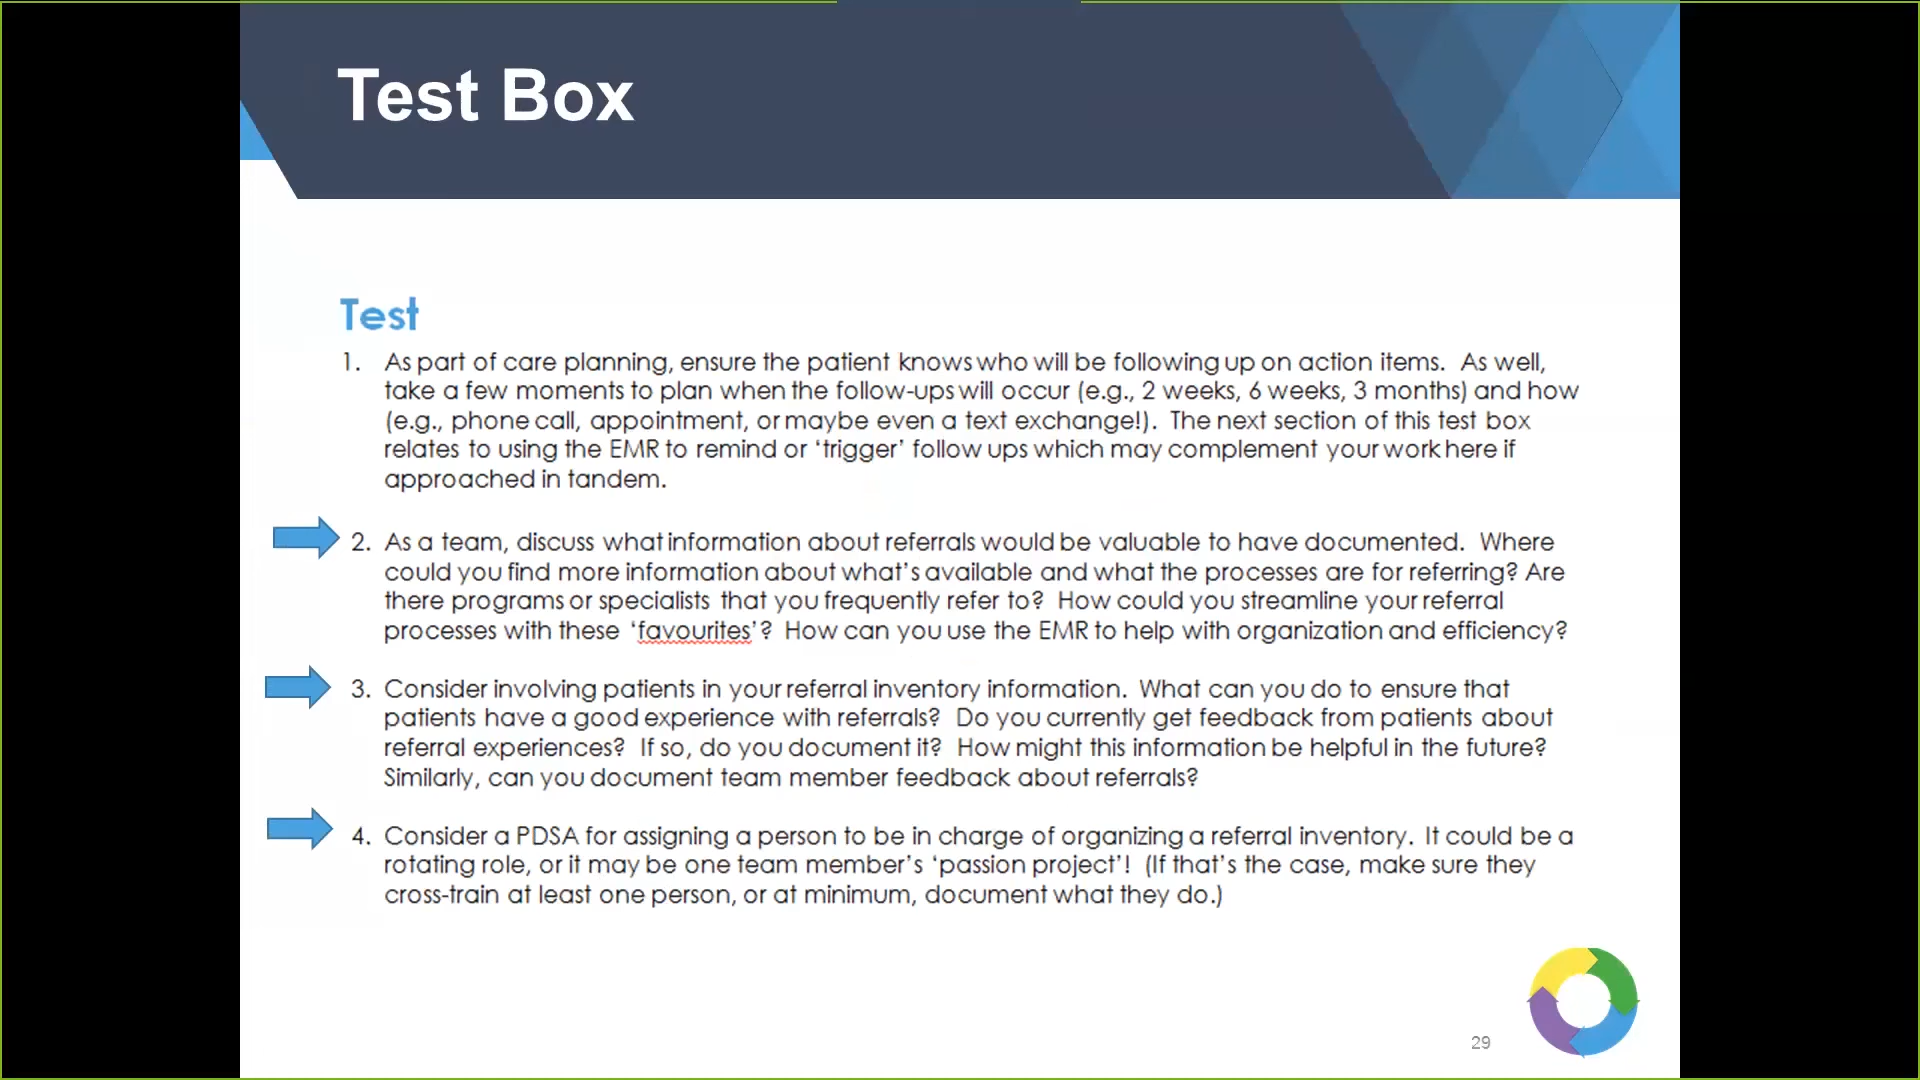 Test Box
Test
1. As part of care planning, ensure the patient knows who will be following up on action items. As well,
take a few moments to plan when the follow-ups will occur (e.g., 2 weeks, 6 weeks, 3 months) and how
(e.g., phone call, appointment, or maybe even a text exchange!). The next section of this test box
relates to using the EMR to remind or ‘trigger’ follow ups which may complement your work here if
approached in tandem.
2. As a team, discuss what information about referrals would be valuable to have documented. Where
could you find more information about what’s available and what the processes are for referring? Are
there programs or specialists that you frequently refer to? How could you streamline your referral
processes with these ‘favourites’? How can you use the EMR to help with organization and efficiency?
3. Consider involving patients in your referral inventory information. What can you do to ensure that
patients have a good experience with referrals? Do you currently get feedback from patients about
referral experiences? If so, do you document it? How might this information be helpful in the future?
Similarly, can you document team member feedback about referrals?
4. Consider a PDSA for assigning a person to be in charge of organizing a referral inventory. It could be a
rotating role, or it may be one team member’s ‘passion project’! (If that’s the case, make sure they
cross-train at least one person, or at minimum, document what they do.)
29